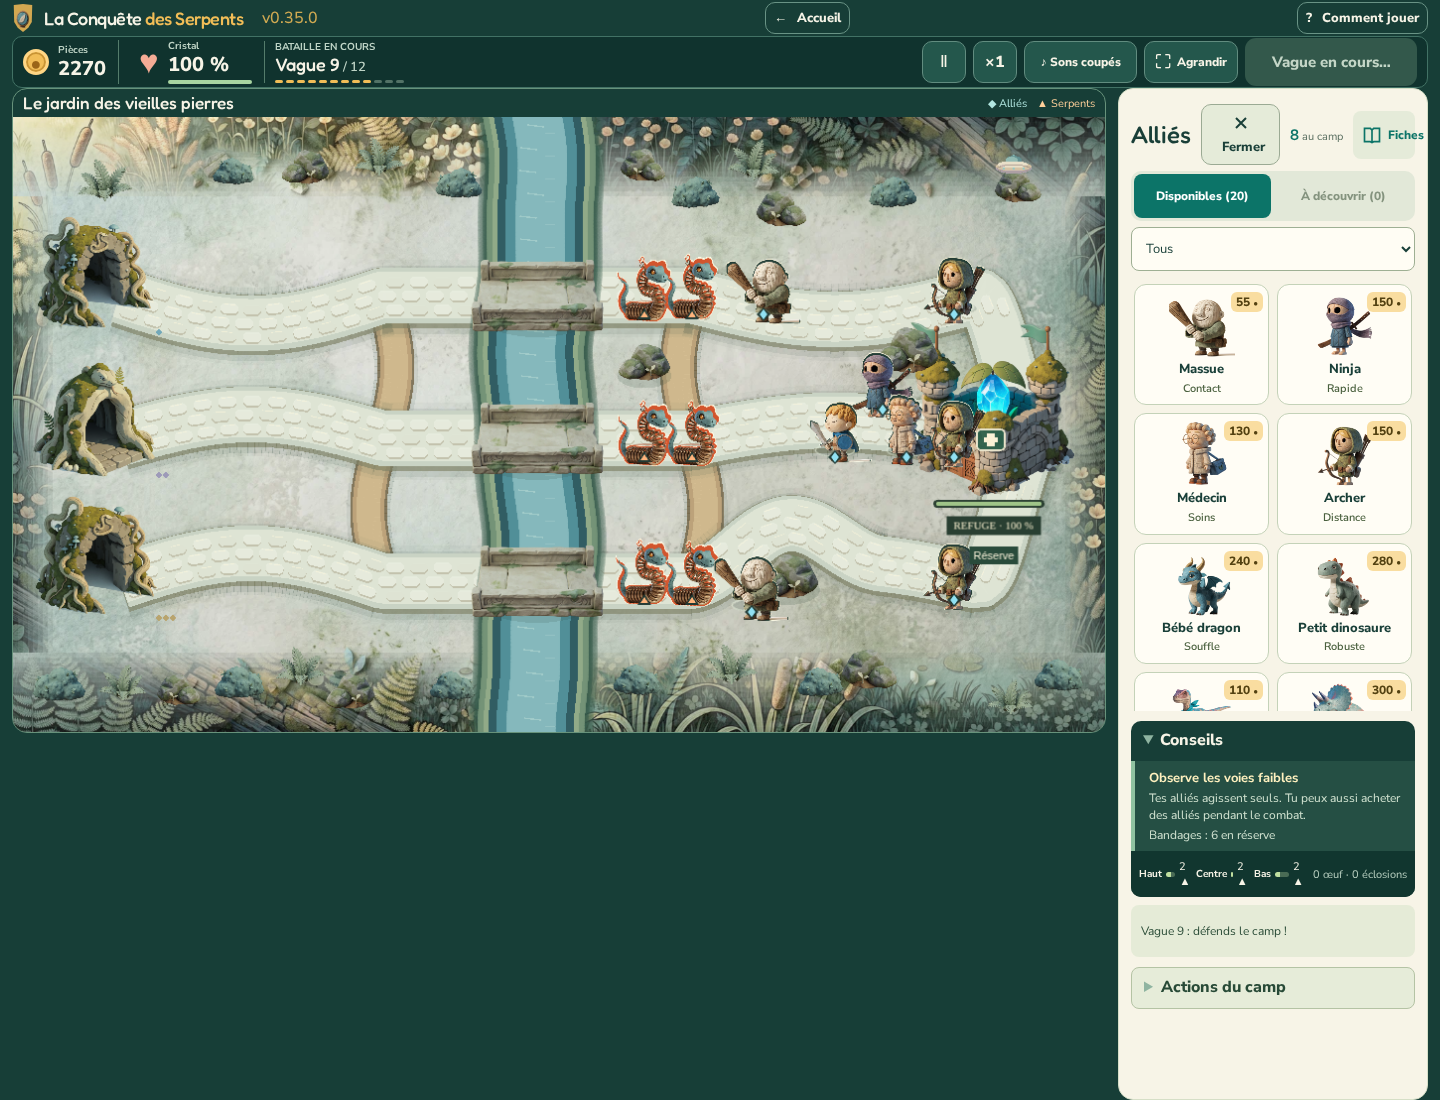 La Conquête des Serpents v0.35.0
← Accueil
? Comment jouer
Pièces
2270
Cristal
100 %
BATAILLE EN COURS
Vague 9 / 12
×1
♪ Sons coupés
Agrandir
Vague en cours...
Le jardin des vieilles pierres
◆ Alliés ▲ Serpents
REFUGE · 100 %
Réserve
Alliés
× Fermer
8 au camp
Fiches
Disponibles (20)
À découvrir (0)
Tous
55 •
Massue
Contact
150 •
Ninja
Rapide
130 •
Médecin
Soins
150 •
Archer
Distance
240 •
Bébé dragon
Souffle
280 •
Petit dinosaure
Robuste
110 •
300 •
▼ Conseils
Observe les voies faibles
Tes alliés agissent seuls. Tu peux aussi acheter
des alliés pendant le combat.
Bandages : 6 en réserve
Haut 2 ▲ Centre 2 ▲ Bas 2 ▲ 0 œuf · 0 éclosions
Vague 9 : défends le camp !
▶ Actions du camp